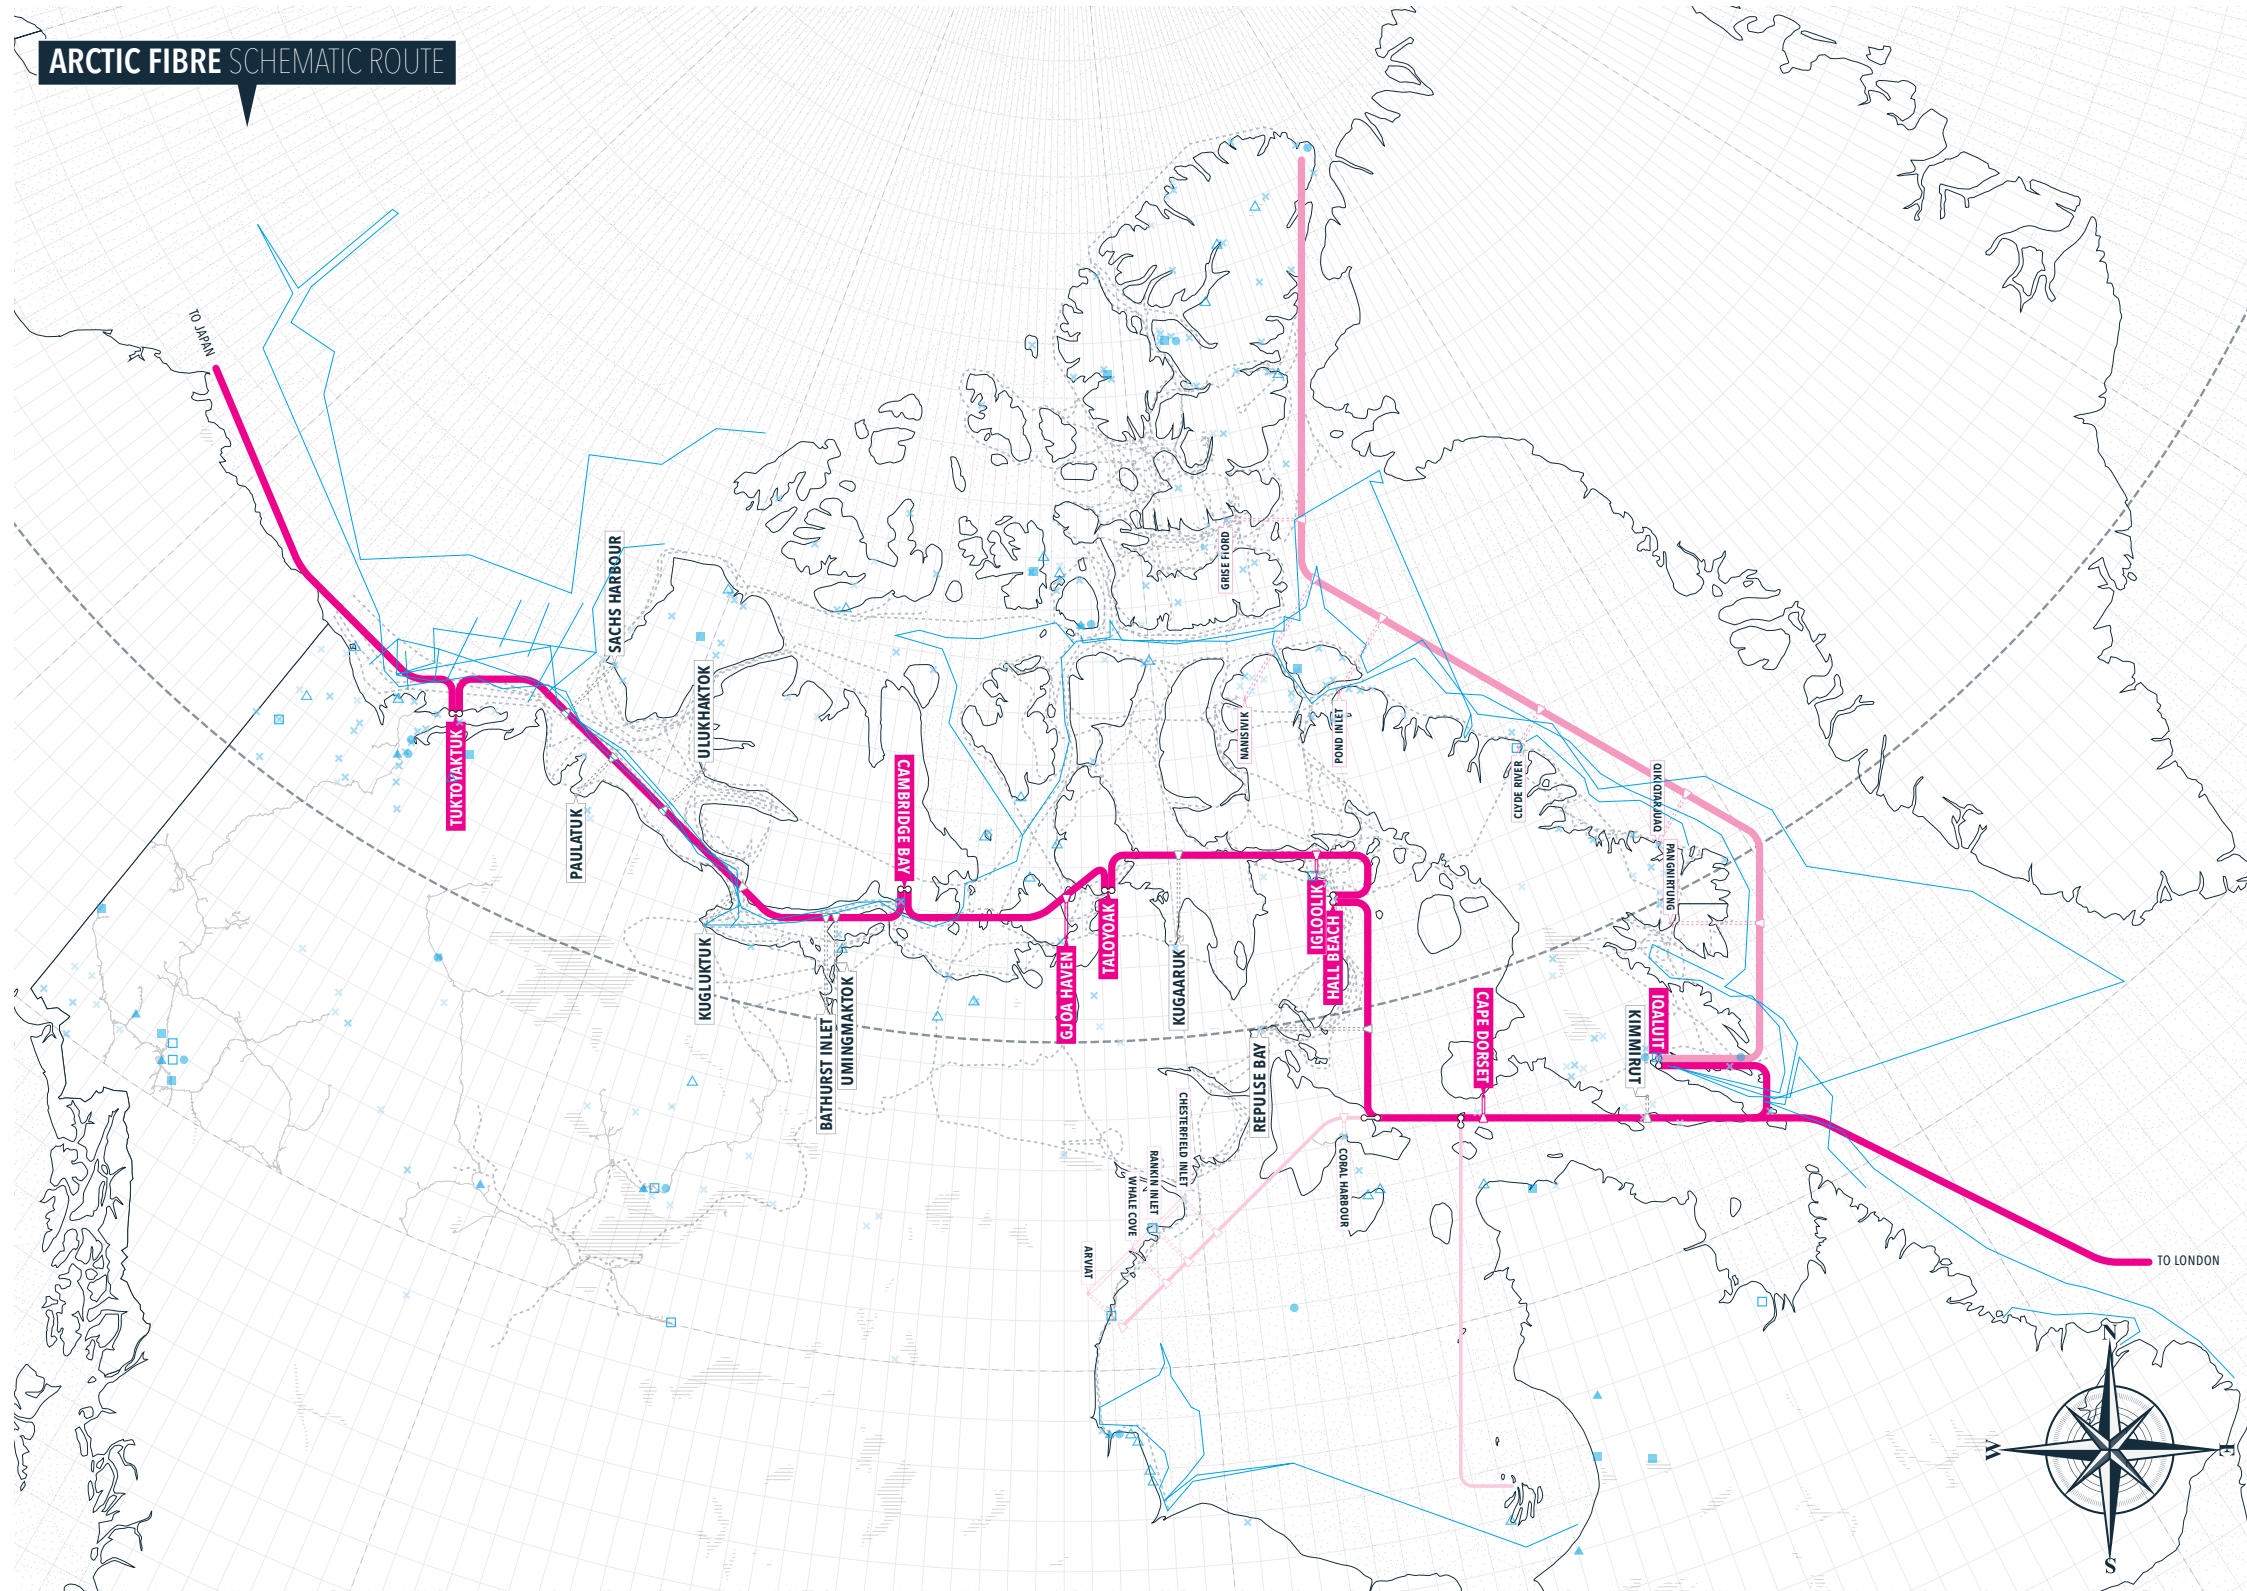 ARCTIC FIBRE SCHEMATIC ROUTE
TO JAPAN
SACHS HARBOUR
GRISE FIORD
ULUKHAKTOK
NANISIVIK
POND INLET
TUKTOYAKTUK
CAMBRIDGE BAY
CLYDE RIVER
QIKIQTARJUAQ
PAULATUK
PANGNIRTUNG
IGLOOLIK
TALOYOAK
HALL BEACH
KUGLUKTUK
GJOA HAVEN
KUGAARUK
UMINGMAKTOK
BATHURST INLET
CAPE DORSET
IQALUIT
KIMMIRUT
REPULSE BAY
CHESTERFIELD INLET
RANKIN INLET
WHALE COVE
CORAL HARBOUR
ARVIAT
TO LONDON
N
W
E
S